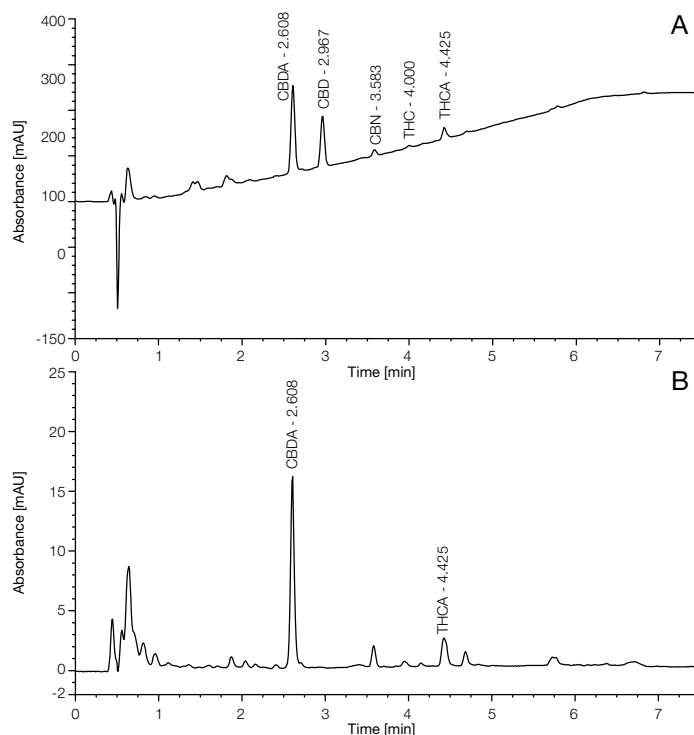 A
400
300
200
100
0
-150
Absorbance [mAU]
CBDA - 2.608
CBD - 2.967
CBN - 3.583
THC - 4.000
THCA - 4.425
0 1 2 3 4 5 6 7
Time [min]
B
25
20
15
10
5
0
-2
Absorbance [mAU]
CBDA - 2.608
THCA - 4.425
0 1 2 3 4 5 6 7
Time [min]